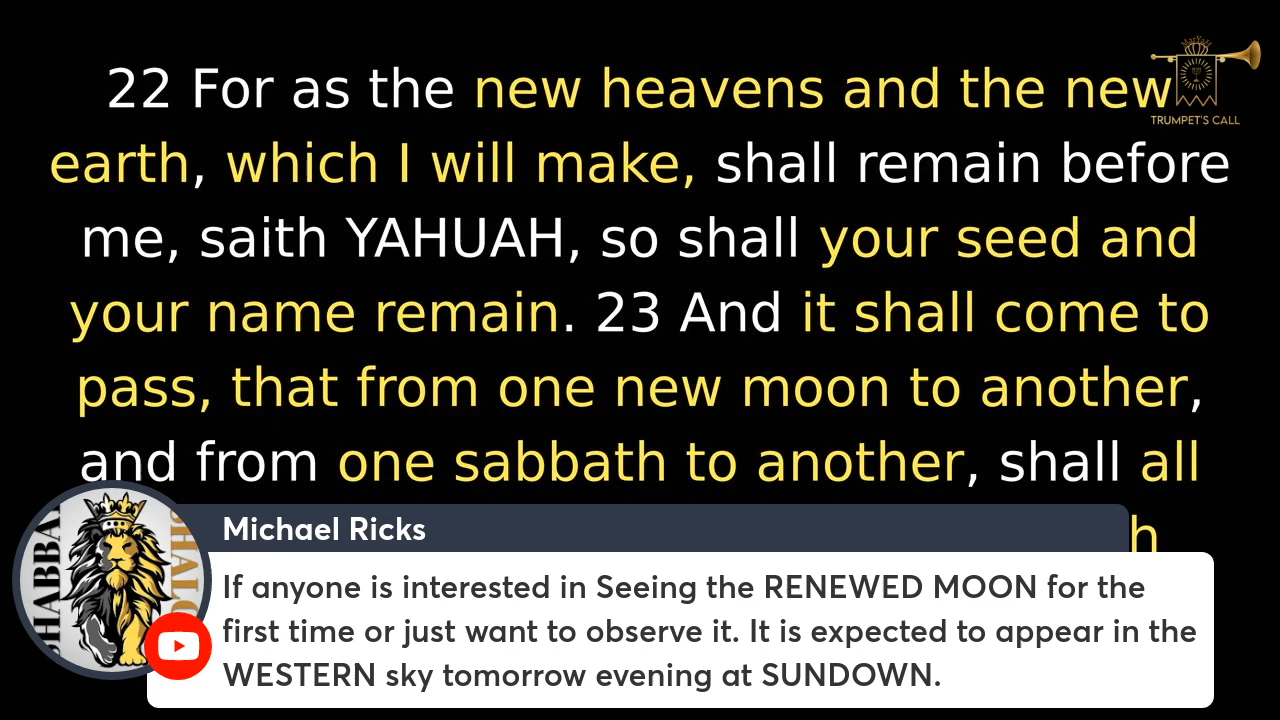 22 For as the new heavens and the new
earth, which I will make, shall remain before
me, saith YAHUAH, so shall your seed and
your name remain. 23 And it shall come to
pass, that from one new moon to another,
and from one sabbath to another, shall all
h
TRUMPET'S CALL
Michael Ricks
If anyone is interested in Seeing the RENEWED MOON for the
first time or just want to observe it. It is expected to appear in the
WESTERN sky tomorrow evening at SUNDOWN.